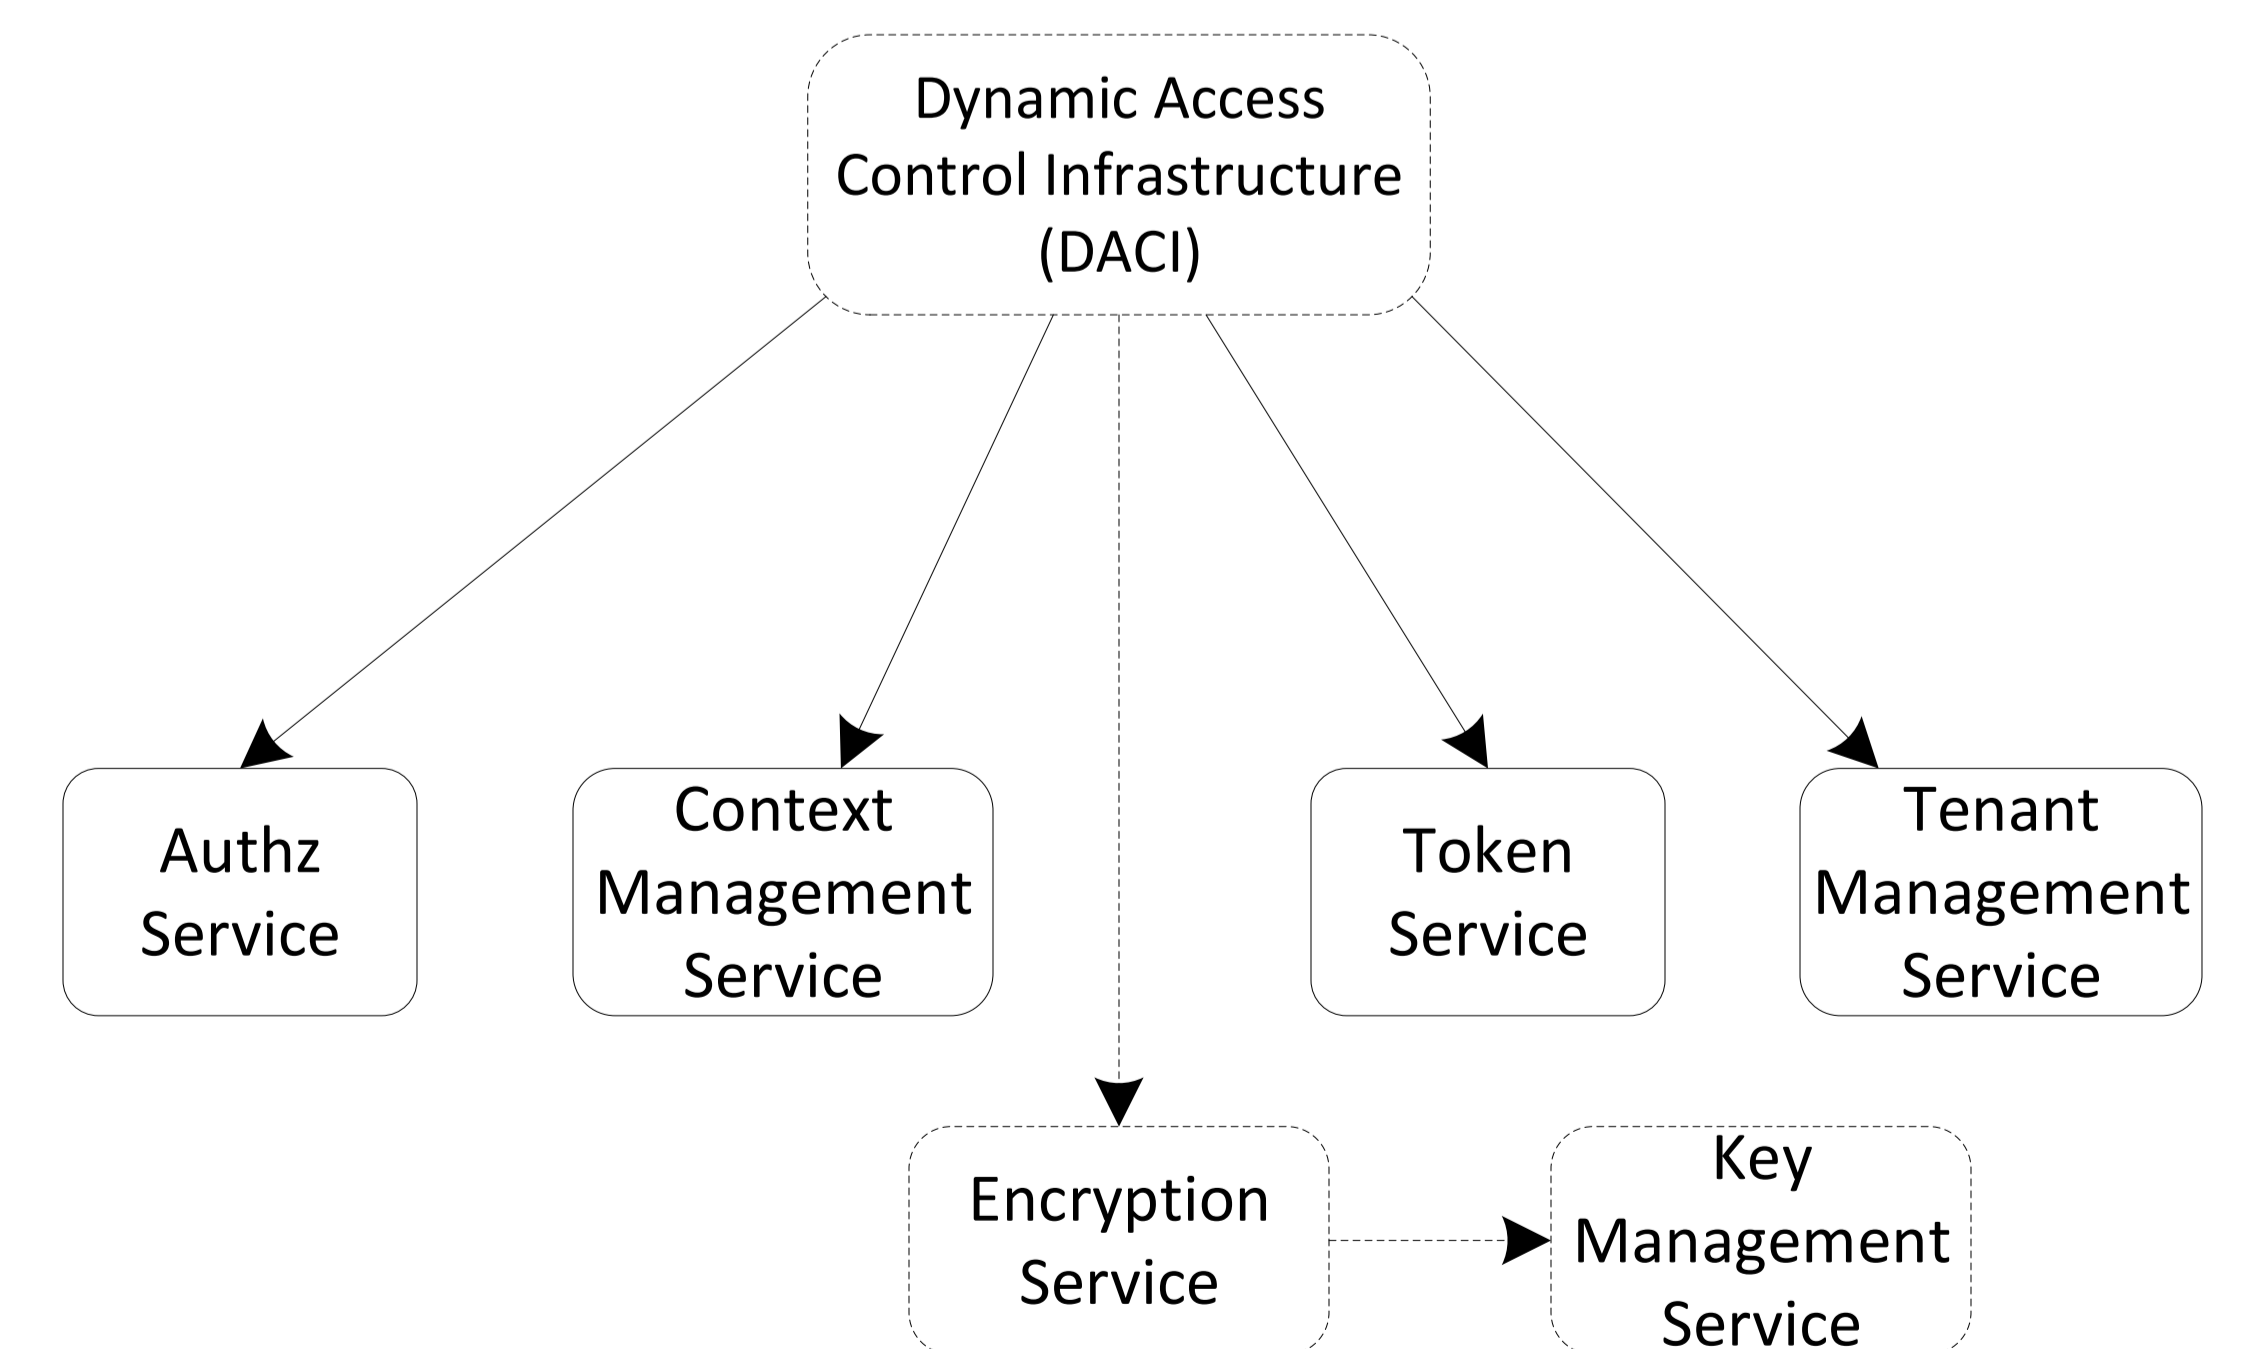 Dynamic Access
Control Infrastructure
(DACI)
Authz
Service
Context
Management
Service
Token
Service
Tenant
Management
Service
Encryption
Service
Key
Management
Service